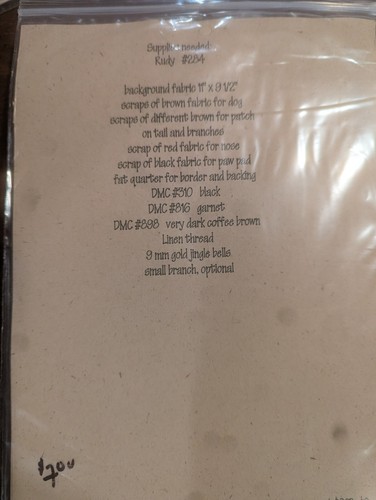 Supplies needed:
Rudy #284
background fabric 11" x 9 1/2"
scraps of brown fabric for dog
scraps of different brown for patch
on tail and branches
scrap of red fabric for nose
scrap of black fabric for paw pad
fat quarter for border and backing
DMC #310 black
DMC #816 garnet
DMC #898 very dark coffee brown
Linen thread
9 mm gold jingle bells
small branch, optional
$7.00